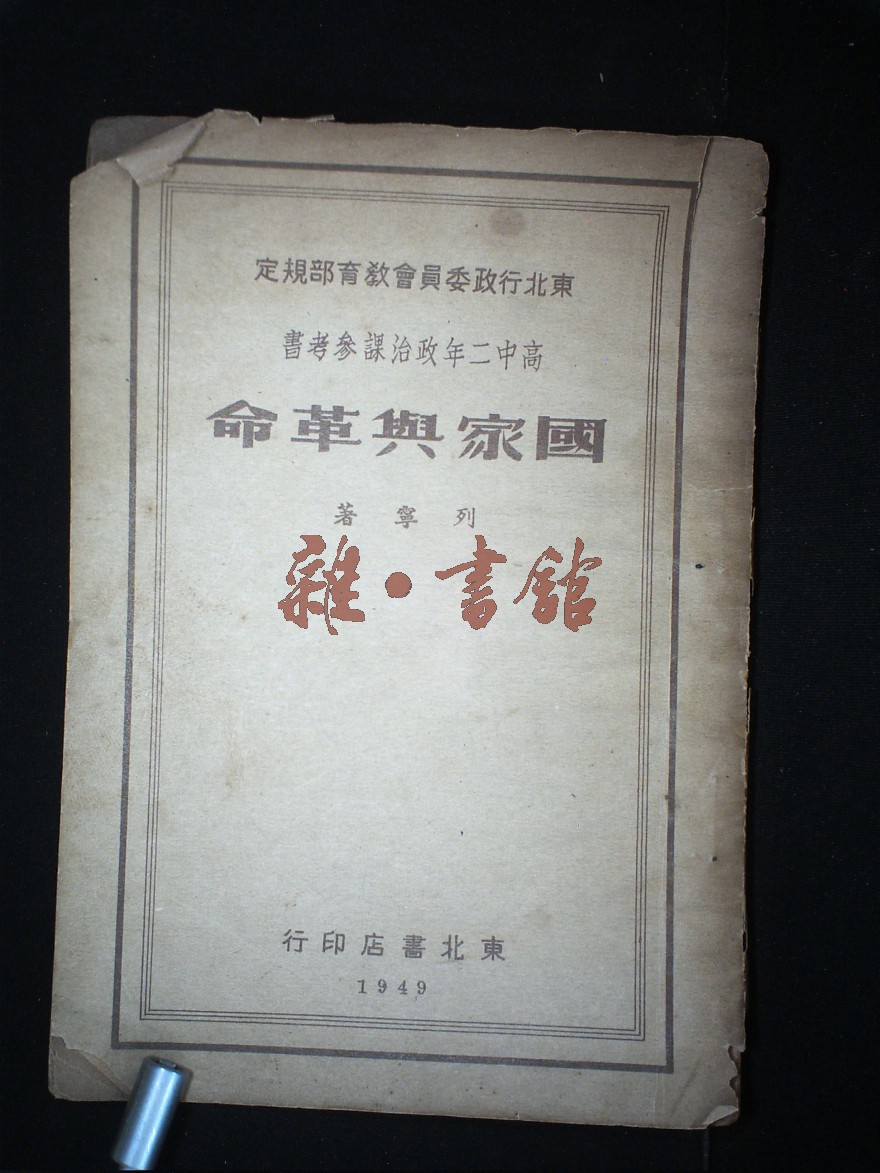 東北行政委員會教育部規定
高中二年政治課參考書
國家與革命
列寧著
雜·書館
東北書店印行
1949